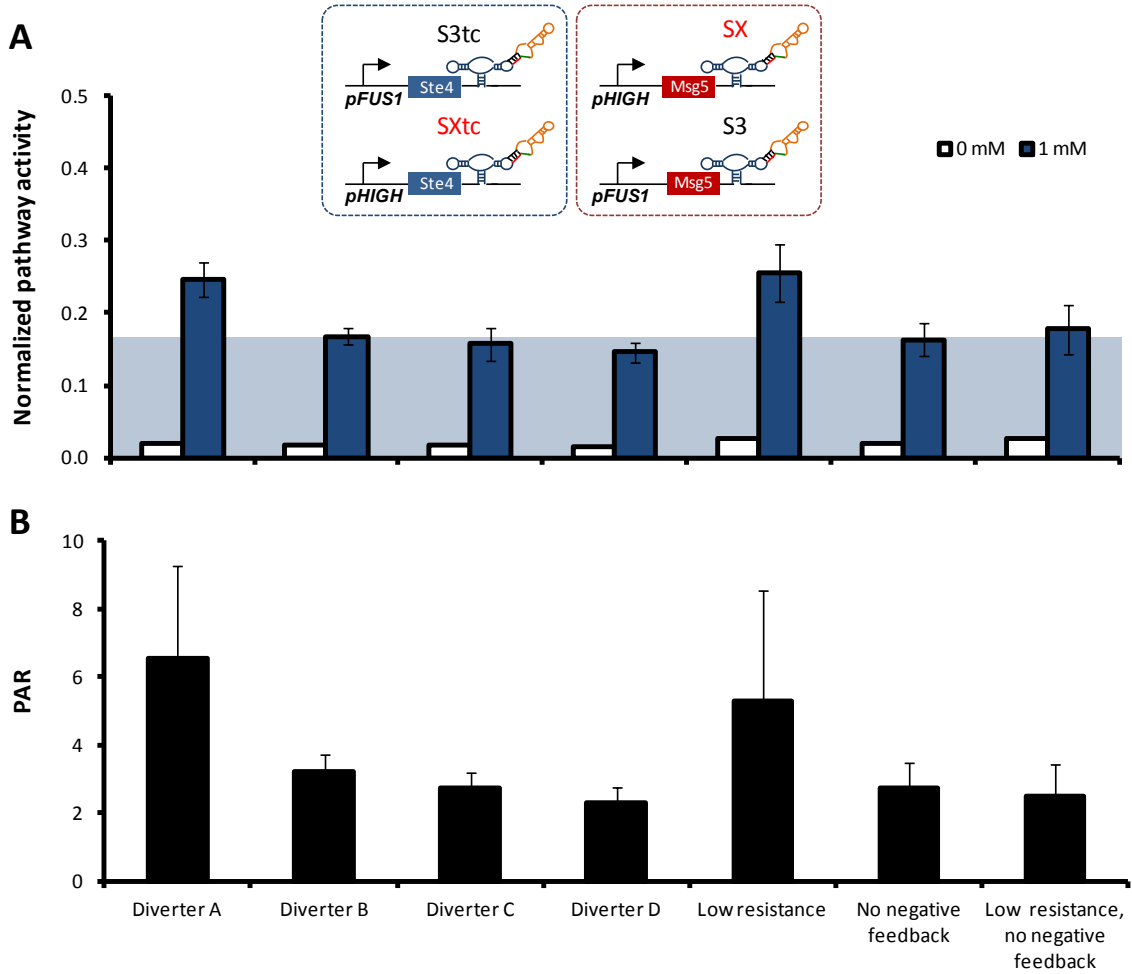 A
S3tc
pFUS1
Ste4
SXtc
pHIGH
Ste4
SX
pHIGH
Msg5
S3
pFUS1
Msg5
0 mM
1 mM
Normalized pathway activity
0.5
0.4
0.3
0.2
0.1
0.0
B
PAR
10
8
6
4
2
0
Diverter A
Diverter B
Diverter C
Diverter D
Low resistance
No negative
feedback
Low resistance,
no negative
feedback